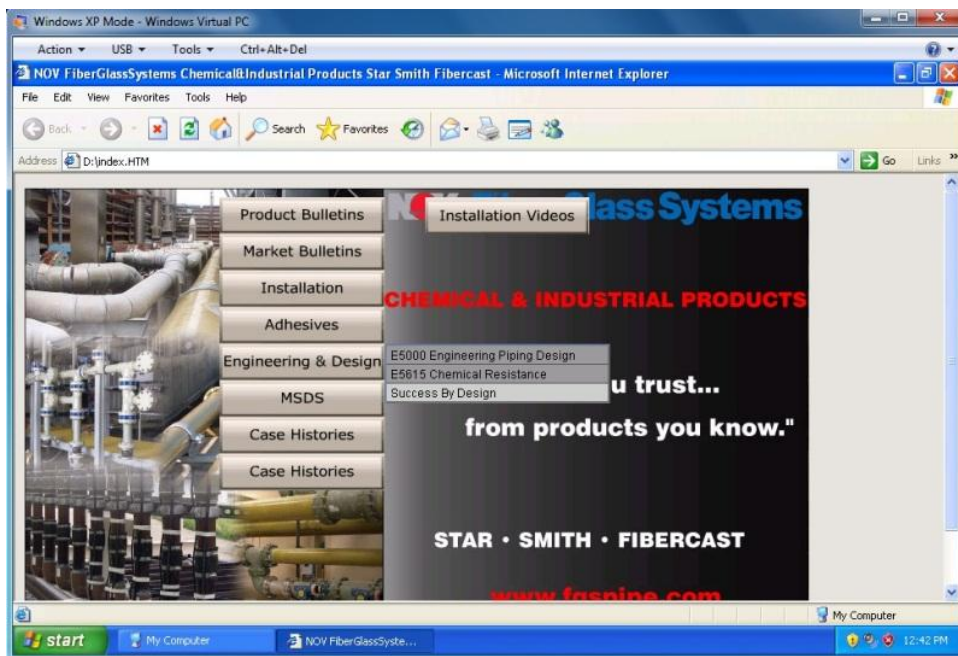 Windows XP Mode - Windows Virtual PC
Action USB Tools Ctrl+Alt+Del
NOV FiberGlassSystems Chemical&Industrial Products Star Smith Fibercast - Microsoft Internet Explorer
File Edit View Favorites Tools Help
Back Search Favorites
Address D:\index.HTM Go Links »
Product Bulletins
Installation Videos
lass Systems
Market Bulletins
Installation
CHEMICAL & INDUSTRIAL PRODUCTS
Adhesives
Engineering & Design
E5000 Engineering Piping Design
E5615 Chemical Resistance
Success By Design
u trust...
MSDS
from products you know."
Case Histories
Case Histories
STAR • SMITH • FIBERCAST
www.fgspipe.com
My Computer
start My Computer NOV FiberGlassSyste... 12:42 PM